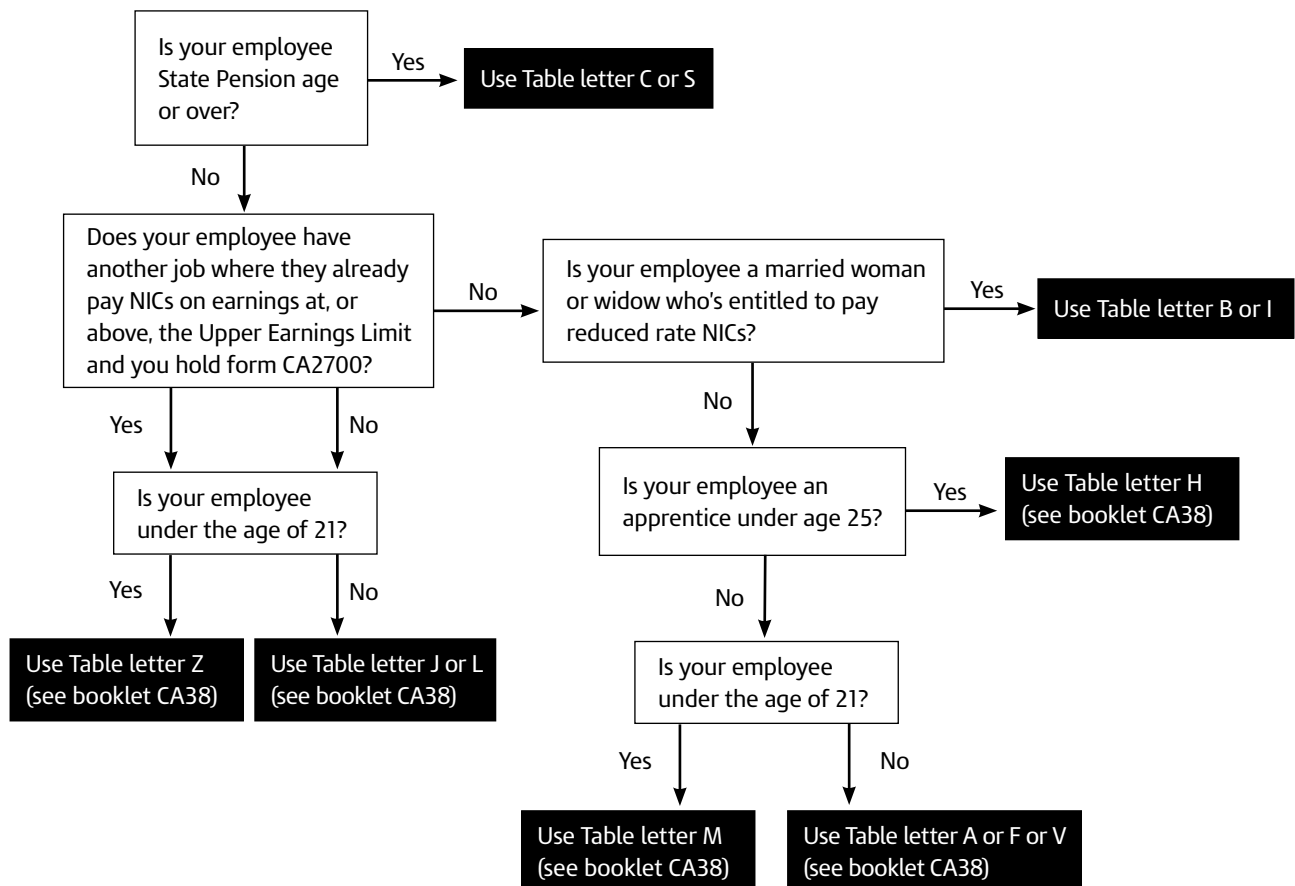 Is your employee
State Pension age
or over?
Yes
Use Table letter C or S
No
Does your employee have
another job where they already
pay NICs on earnings at, or
above, the Upper Earnings Limit
and you hold form CA2700?
No
Is your employee a married woman
or widow who's entitled to pay
reduced rate NICs?
Yes
Use Table letter B or I
Yes
No
No
Is your employee
under the age of 21?
Is your employee an
apprentice under age 25?
Yes
Use Table letter H
(see booklet CA38)
Yes
No
No
Use Table letter Z
(see booklet CA38)
Use Table letter J or L
(see booklet CA38)
Is your employee
under the age of 21?
Yes
No
Use Table letter M
(see booklet CA38)
Use Table letter A or F or V
(see booklet CA38)